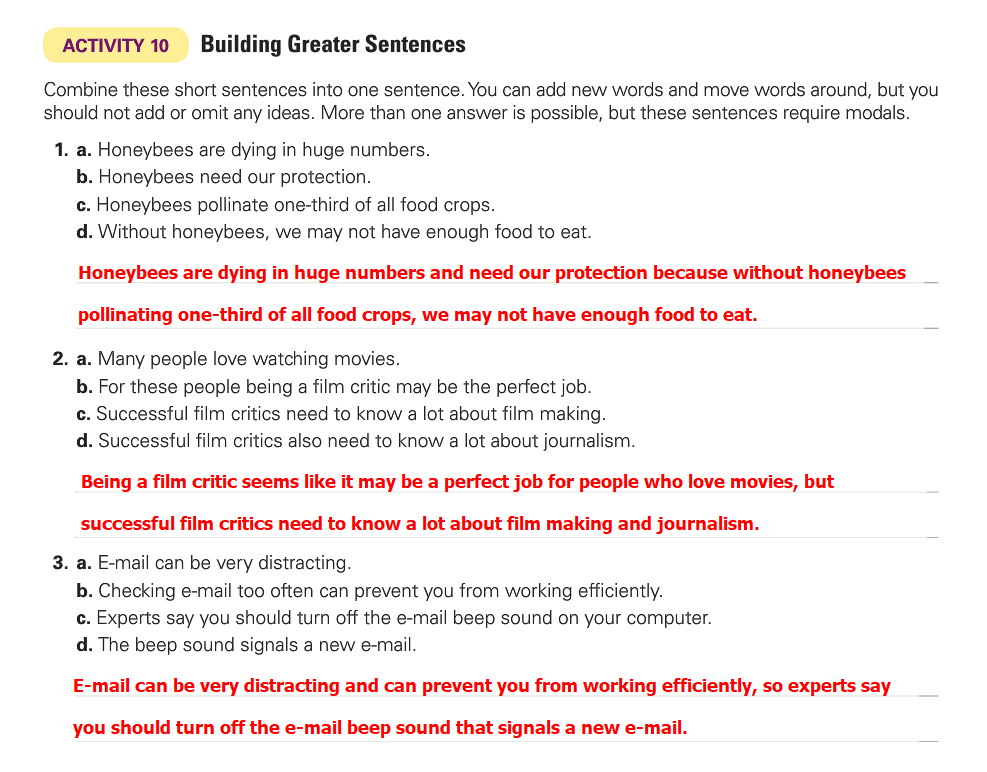 ACTIVITY 10 Building Greater Sentences
Combine these short sentences into one sentence. You can add new words and move words around, but you
should not add or omit any ideas. More than one answer is possible, but these sentences require modals.
1. a. Honeybees are dying in huge numbers.
b. Honeybees need our protection.
c. Honeybees pollinate one-third of all food crops.
d. Without honeybees, we may not have enough food to eat.
Honeybees are dying in huge numbers and need our protection because without honeybees
pollinating one-third of all food crops, we may not have enough food to eat.
2. a. Many people love watching movies.
b. For these people being a film critic may be the perfect job.
c. Successful film critics need to know a lot about film making.
d. Successful film critics also need to know a lot about journalism.
Being a film critic seems like it may be a perfect job for people who love movies, but
successful film critics need to know a lot about film making and journalism.
3. a. E-mail can be very distracting.
b. Checking e-mail too often can prevent you from working efficiently.
c. Experts say you should turn off the e-mail beep sound on your computer.
d. The beep sound signals a new e-mail.
E-mail can be very distracting and can prevent you from working efficiently, so experts say
you should turn off the e-mail beep sound that signals a new e-mail.